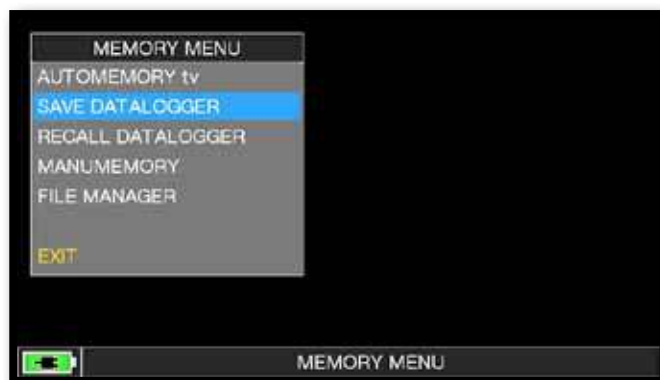 MEMORY MENU
AUTOMEMORY tv
SAVE DATALOGGER
RECALL DATALOGGER
MANUMEMORY
FILE MANAGER
EXIT
MEMORY MENU